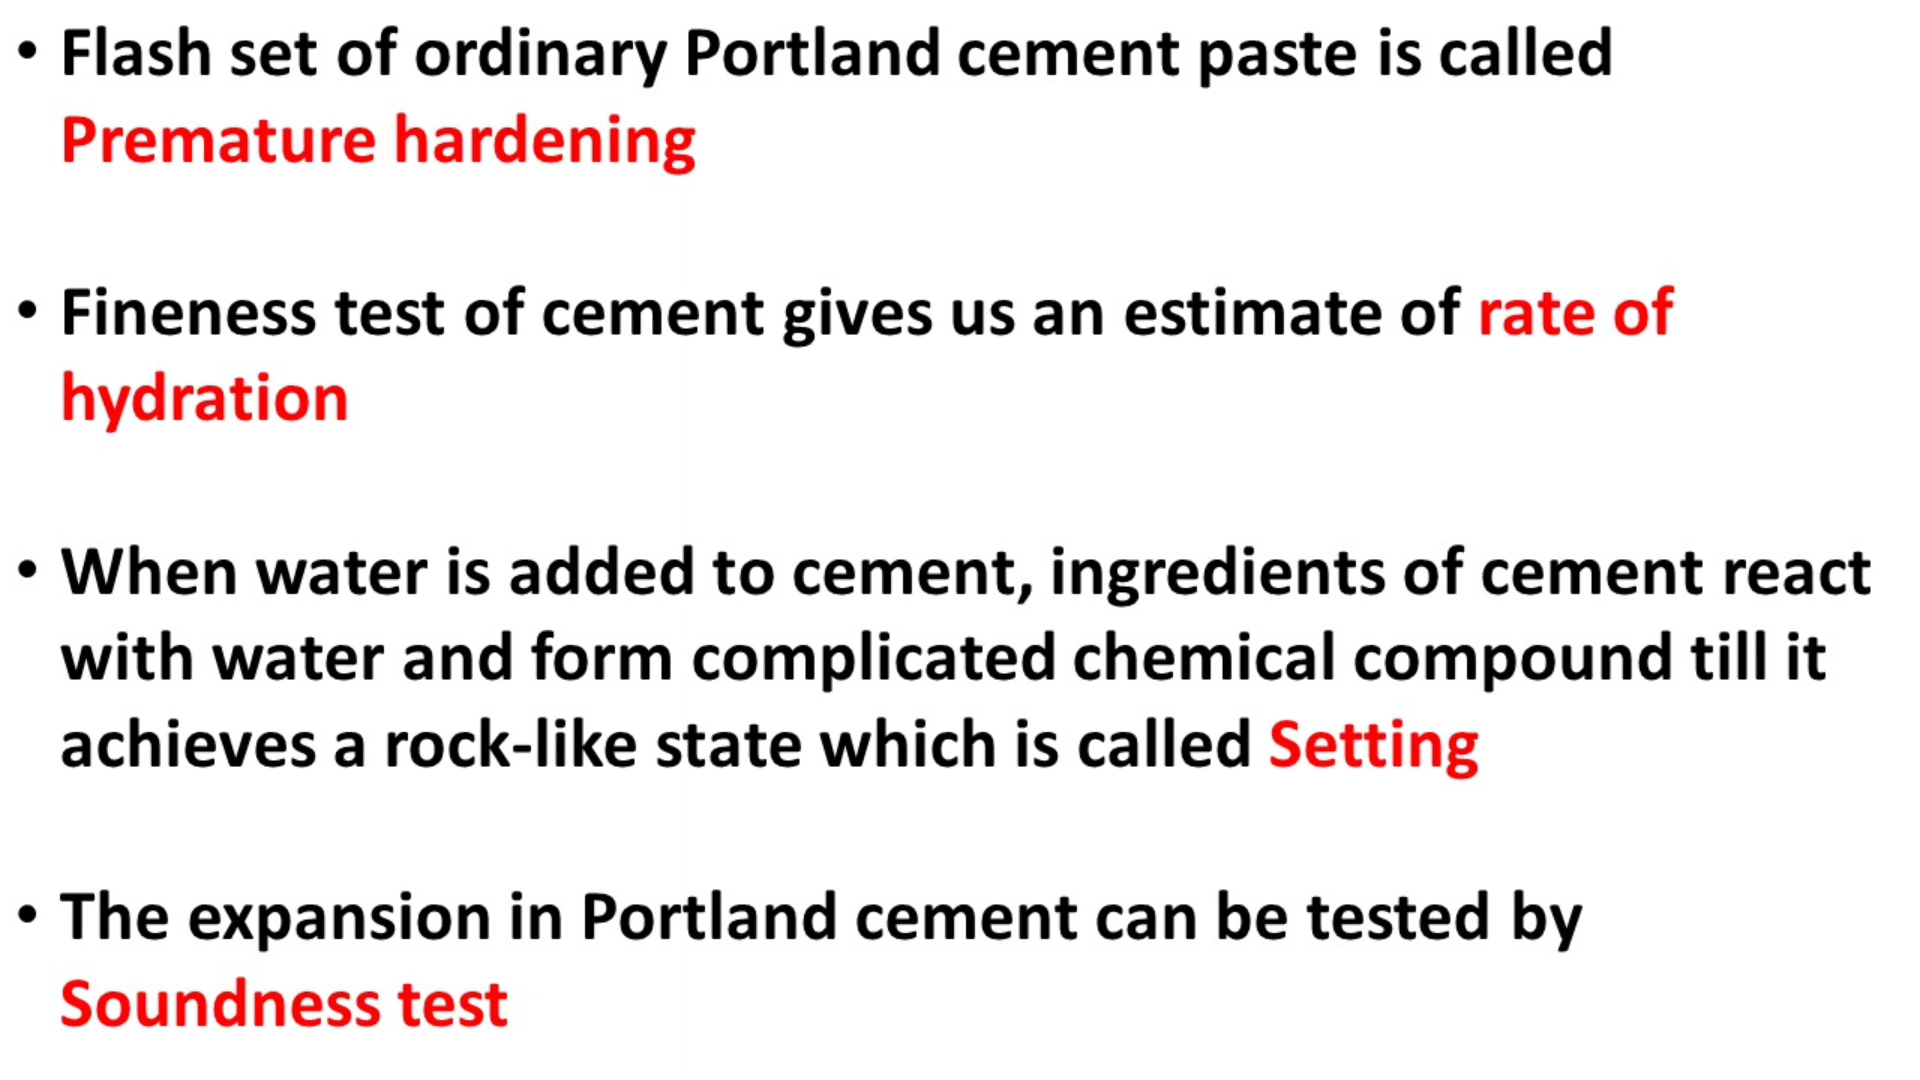 • Flash set of ordinary Portland cement paste is called
Premature hardening
• Fineness test of cement gives us an estimate of rate of
hydration
• When water is added to cement, ingredients of cement react
with water and form complicated chemical compound till it
achieves a rock-like state which is called Setting
• The expansion in Portland cement can be tested by
Soundness test